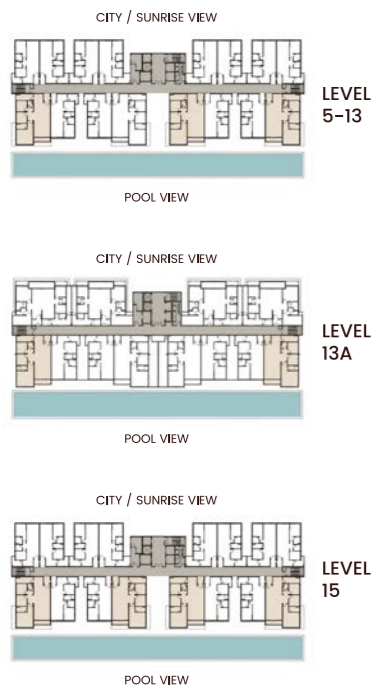 CITY / SUNRISE VIEW
LEVEL
5-13
POOL VIEW
CITY / SUNRISE VIEW
LEVEL
13A
POOL VIEW
CITY / SUNRISE VIEW
LEVEL
15
POOL VIEW